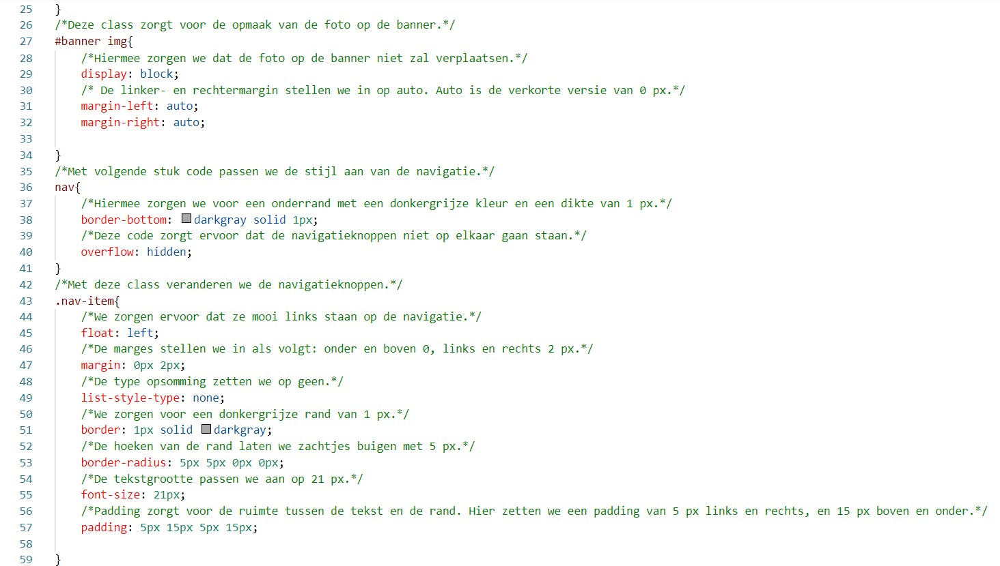 25 }
26 /*Deze class zorgt voor de opmaak van de foto op de banner.*/
27 #banner img{
28     /*Hiermee zorgen we dat de foto op de banner niet zal verplaatsen.*/
29     display: block;
30     /* De linker- en rechtermargin stellen we in op auto. Auto is de verkorte versie van 0 px.*/
31     margin-left: auto;
32     margin-right: auto;
33
34 }
35 /*Met volgende stuk code passen we de stijl aan van de navigatie.*/
36 nav{
37     /*Hiermee zorgen we voor een onderrand met een donkergrijze kleur en een dikte van 1 px.*/
38     border-bottom: darkgray solid 1px;
39     /*Deze code zorgt ervoor dat de navigatieknoppen niet op elkaar gaan staan.*/
40     overflow: hidden;
41 }
42 /*Met deze class veranderen we de navigatieknoppen.*/
43 .nav-item{
44     /*We zorgen ervoor dat ze mooi links staan op de navigatie.*/
45     float: left;
46     /*De marges stellen we in als volgt: onder en boven 0, links en rechts 2 px.*/
47     margin: 0px 2px;
48     /*De type opsomming zetten we op geen.*/
49     list-style-type: none;
50     /*We zorgen voor een donkergrijze rand van 1 px.*/
51     border: 1px solid darkgray;
52     /*De hoeken van de rand laten we zachtjes buigen met 5 px.*/
53     border-radius: 5px 5px 0px 0px;
54     /*De tekstgrootte passen we aan op 21 px.*/
55     font-size: 21px;
56     /*Padding zorgt voor de ruimte tussen de tekst en de rand. Hier zetten we een padding van 5 px links en rechts, en 15 px boven en onder.*/
57     padding: 5px 15px 5px 15px;
58
59 }